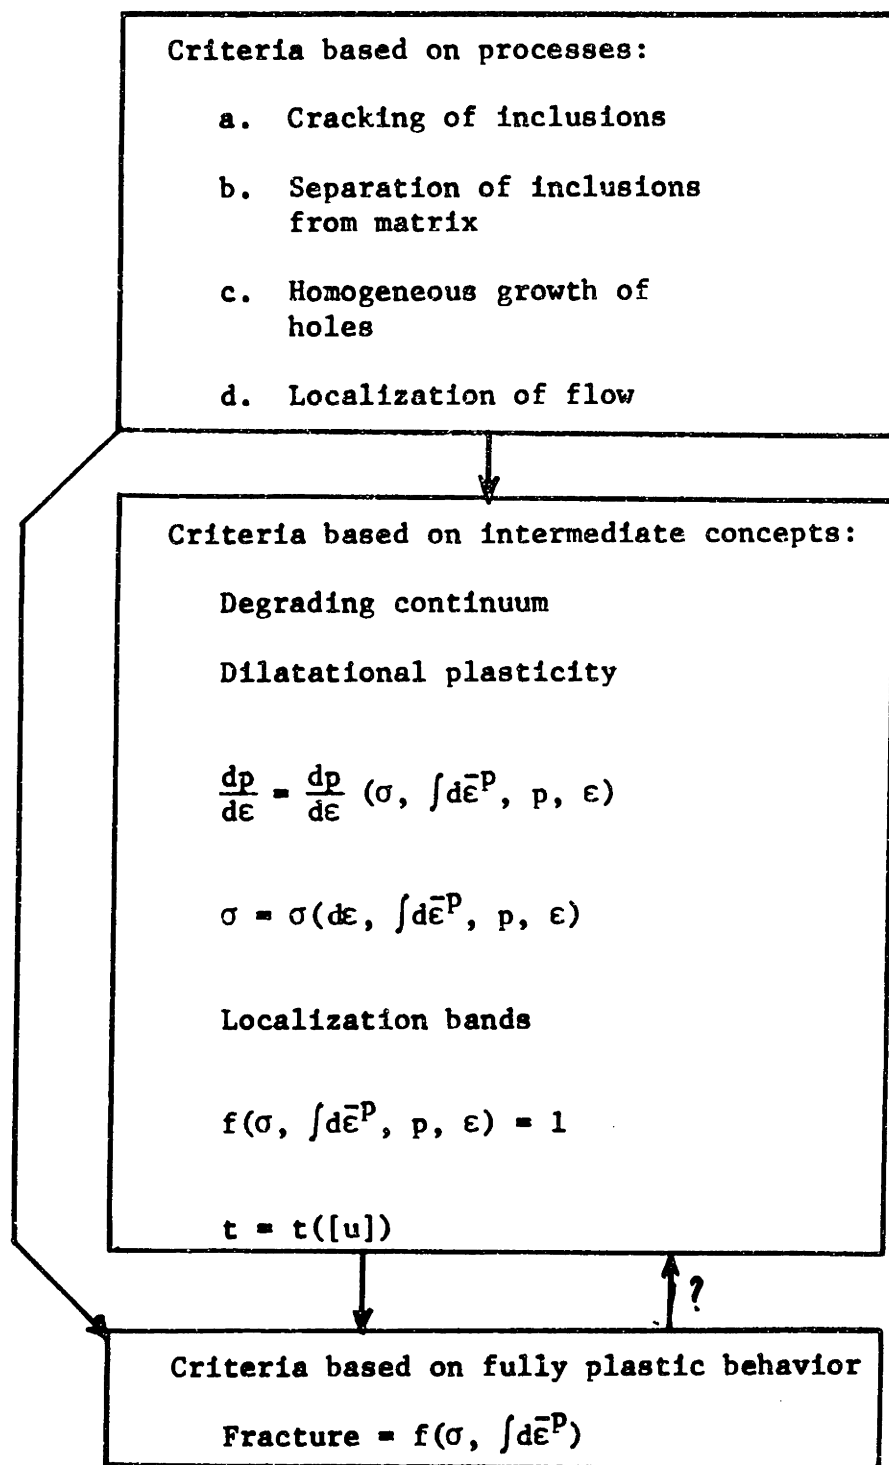 Criteria based on processes:
a. Cracking of inclusions
b. Separation of inclusions
from matrix
c. Homogeneous growth of
holes
d. Localization of flow
Criteria based on intermediate concepts:
Degrading continuum
Dilatational plasticity
dp/dε = dp/dε (σ, ∫dε̄ᵖ, p, ε)
σ = σ(dε, ∫dε̄ᵖ, p, ε)
Localization bands
f(σ, ∫dε̄ᵖ, p, ε) = 1
t = t([u])
?
Criteria based on fully plastic behavior
Fracture = f(σ, ∫dε̄ᵖ)